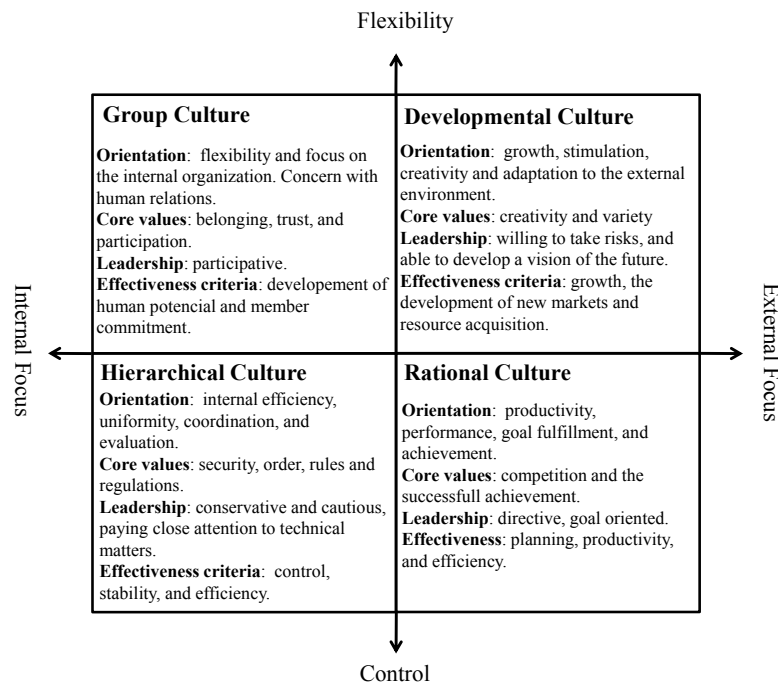 Flexibility
Group Culture
Orientation:  flexibility and focus on
the internal organization. Concern with
human relations.
Core values: belonging, trust, and
participation.
Leadership: participative.
Effectiveness criteria: developement of
human potencial and member
commitment.
Developmental Culture
Orientation:  growth, stimulation,
creativity and adaptation to the external
environment.
Core values: creativity and variety
Leadership: willing to take risks, and
able to develop a vision of the future.
Effectiveness criteria: growth, the
development of new markets and
resource acquisition.
Internal Focus
External Focus
Hierarchical Culture
Orientation:  internal efficiency,
uniformity, coordination, and
evaluation.
Core values: security, order, rules and
regulations.
Leadership: conservative and cautious,
paying close attention to technical
matters.
Effectiveness criteria:  control,
stability, and efficiency.
Rational Culture
Orientation: productivity,
performance, goal fulfillment, and
achievement.
Core values: competition and the
successfull achievement.
Leadership: directive, goal oriented.
Effectiveness: planning, productivity,
and efficiency.
Control